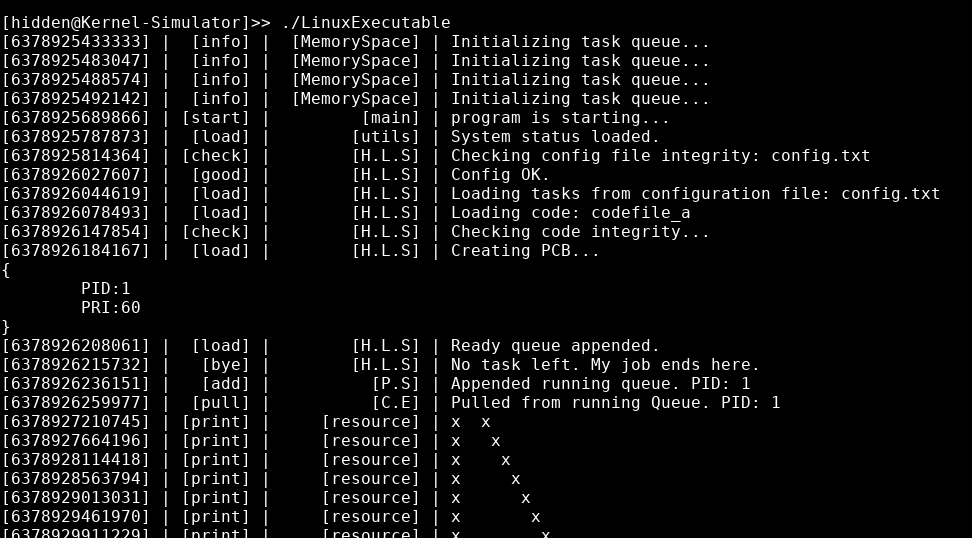 [hidden@Kernel-Simulator]>> ./LinuxExecutable
[6378925433333] |  [info] |  [MemorySpace] | Initializing task queue...
[6378925483047] |  [info] |  [MemorySpace] | Initializing task queue...
[6378925488574] |  [info] |  [MemorySpace] | Initializing task queue...
[6378925492142] |  [info] |  [MemorySpace] | Initializing task queue...
[6378925689866] | [start] |         [main] | program is starting...
[6378925787873] |  [load] |        [utils] | System status loaded.
[6378925814364] | [check] |        [H.L.S] | Checking config file integrity: config.txt
[6378926027607] |  [good] |        [H.L.S] | Config OK.
[6378926044619] |  [load] |        [H.L.S] | Loading tasks from configuration file: config.txt
[6378926078493] |  [load] |        [H.L.S] | Loading code: codefile_a
[6378926147854] | [check] |        [H.L.S] | Checking code integrity...
[6378926184167] |  [load] |        [H.L.S] | Creating PCB...
{
        PID:1
        PRI:60
}
[6378926208061] |  [load] |        [H.L.S] | Ready queue appended.
[6378926215732] |   [bye] |        [H.L.S] | No task left. My job ends here.
[6378926236151] |   [add] |          [P.S] | Appended running queue. PID: 1
[6378926259977] |  [pull] |          [C.E] | Pulled from running Queue. PID: 1
[6378927210745] | [print] |     [resource] | x  x
[6378927664196] | [print] |     [resource] | x   x
[6378928114418] | [print] |     [resource] | x    x
[6378928563794] | [print] |     [resource] | x     x
[6378929013031] | [print] |     [resource] | x      x
[6378929461970] | [print] |     [resource] | x       x
[6378929911229] | [print] |     [resource] | x        x